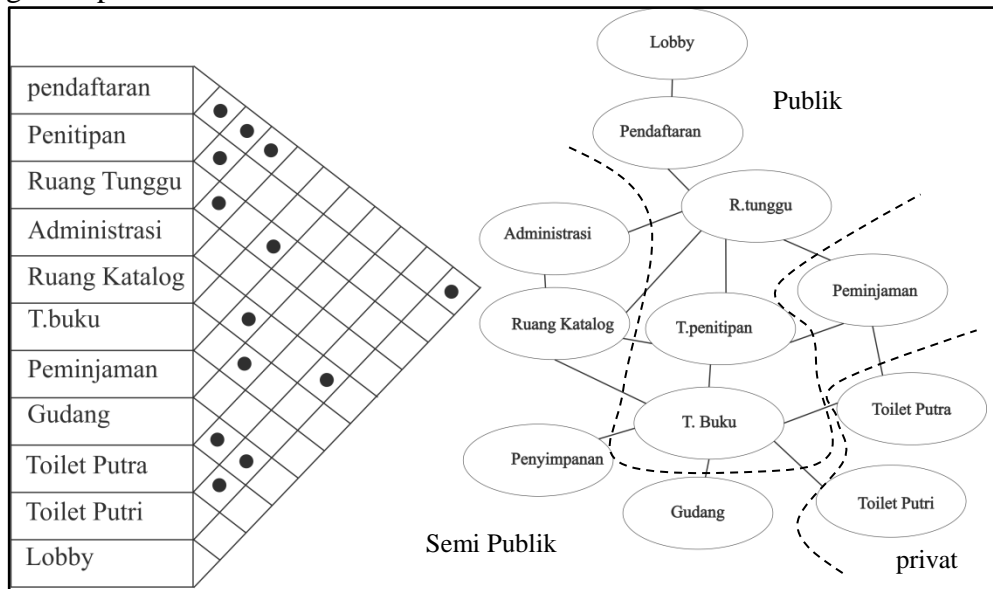 pendaftaran
Penitipan
Ruang Tunggu
Administrasi
Ruang Katalog
T.buku
Peminjaman
Gudang
Toilet Putra
Toilet Putri
Lobby
Lobby
Publik
Pendaftaran
R.tunggu
Administrasi
Peminjaman
Ruang Katalog
T.penitipan
Toilet Putra
T. Buku
Penyimpanan
Toilet Putri
Gudang
Semi Publik
privat